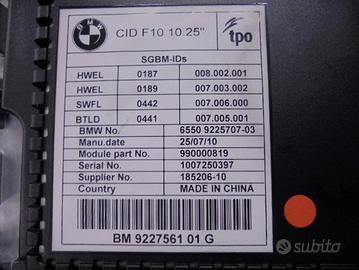 BMW
CID F10 10.25"
tpo
SGBM-IDs
HWEL 0187 008.002.001
HWEL 0189 007.003.002
SWFL 0442 007.006.000
BTLD 0441 007.005.001
BMW No. 6550 9225707-03
Manu.date 25/07/10
Module part No. 990000819
Serial No. 1007250397
Supplier No. 185206-10
Country MADE IN CHINA
BM 9227561 01 G
subito